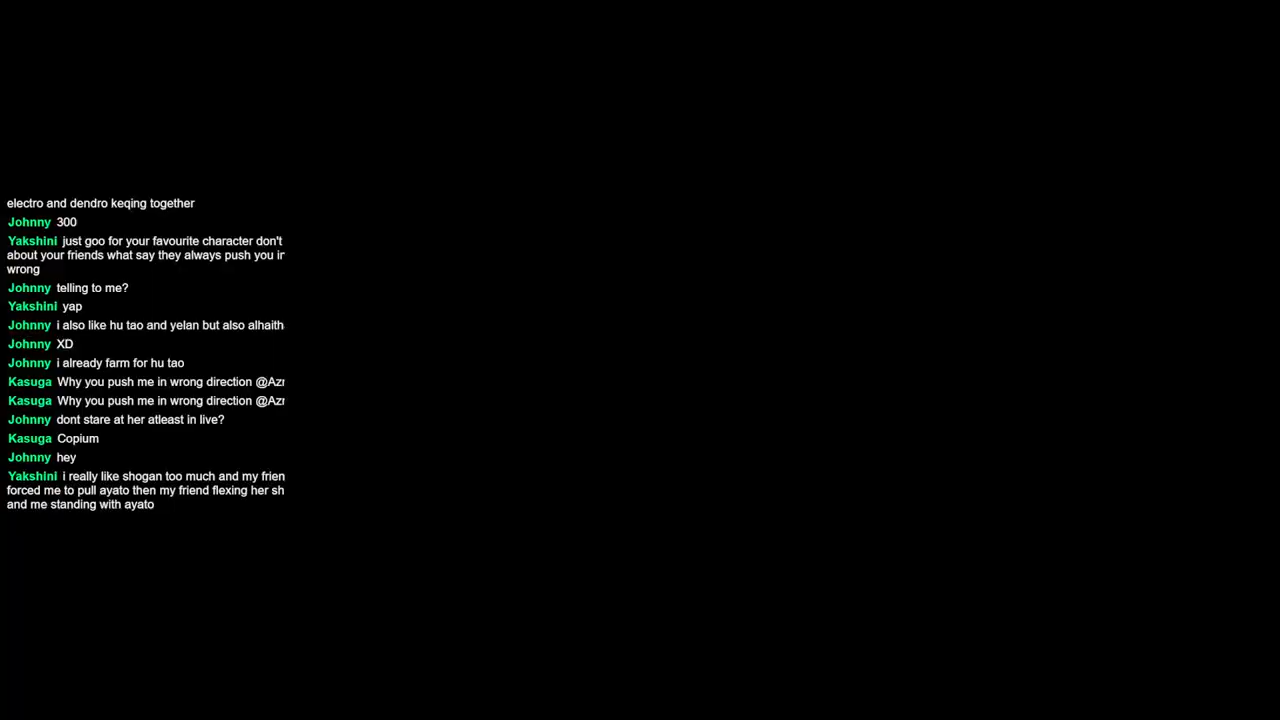 electro and dendro keqing together
Johnny 300
Yakshini just goo for your favourite character don't
about your friends what say they always push you in
wrong
Johnny telling to me?
Yakshini yap
Johnny i also like hu tao and yelan but also alhaith
Johnny XD
Johnny i already farm for hu tao
Kasuga Why you push me in wrong direction
Kasuga Why you push me in wrong direction
Johnny dont stare at her atleast in live?
Kasuga Copium
Johnny hey
Yakshini i really like shogan too much and my frien
forced me to pull ayato then my friend flexing her sh
and me standing with ayato